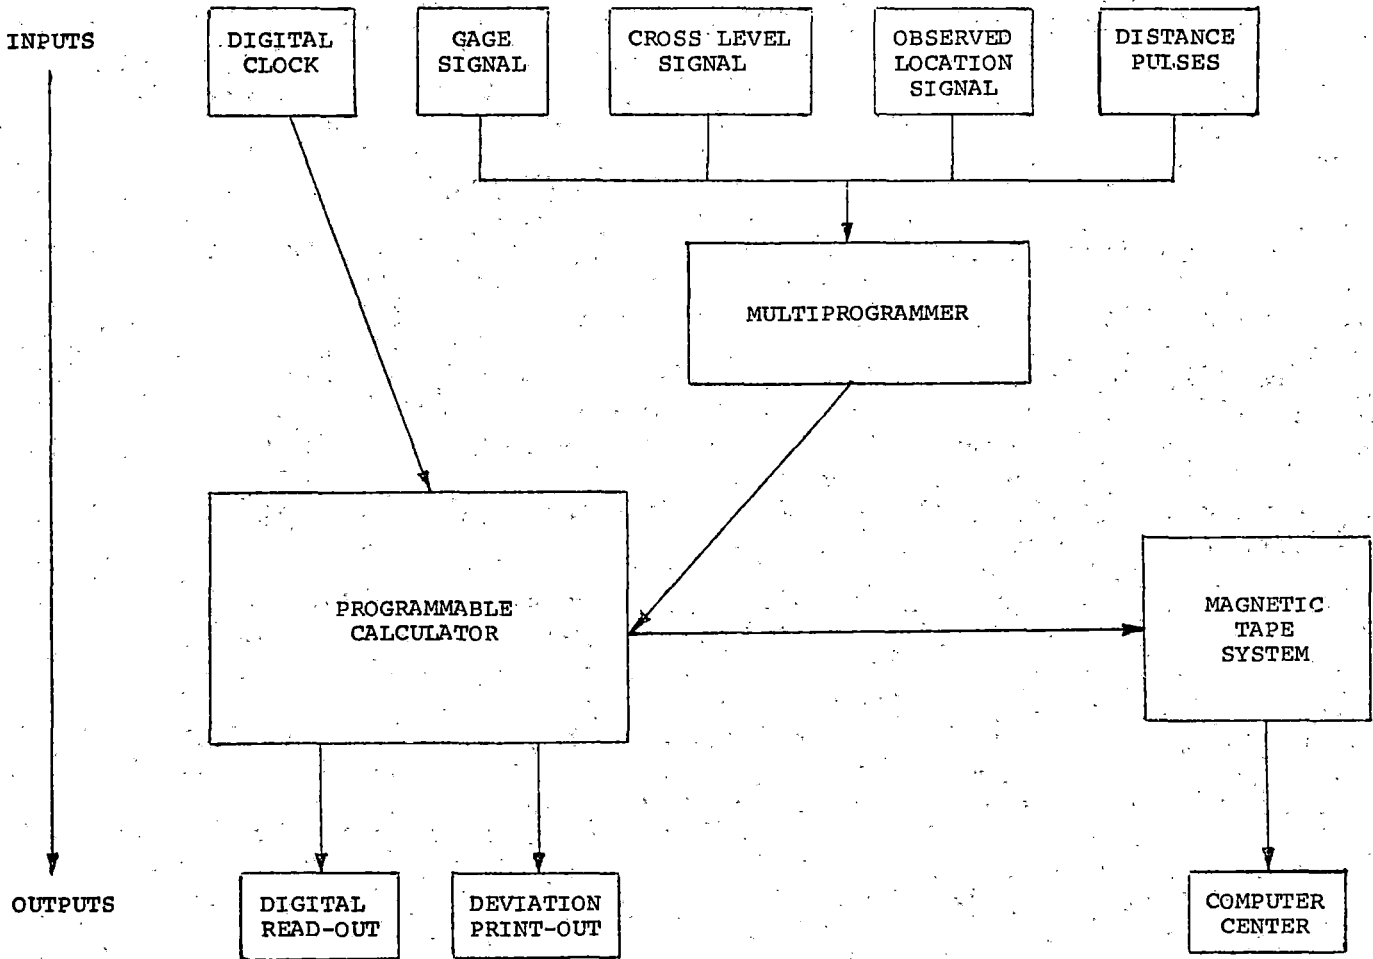 INPUTS
DIGITAL
CLOCK
GAGE
SIGNAL
CROSS LEVEL
SIGNAL
OBSERVED
LOCATION
SIGNAL
DISTANCE
PULSES
MULTIPROGRAMMER
PROGRAMMABLE
CALCULATOR
MAGNETIC
TAPE
SYSTEM
OUTPUTS
DIGITAL
READ-OUT
DEVIATION
PRINT-OUT
COMPUTER
CENTER